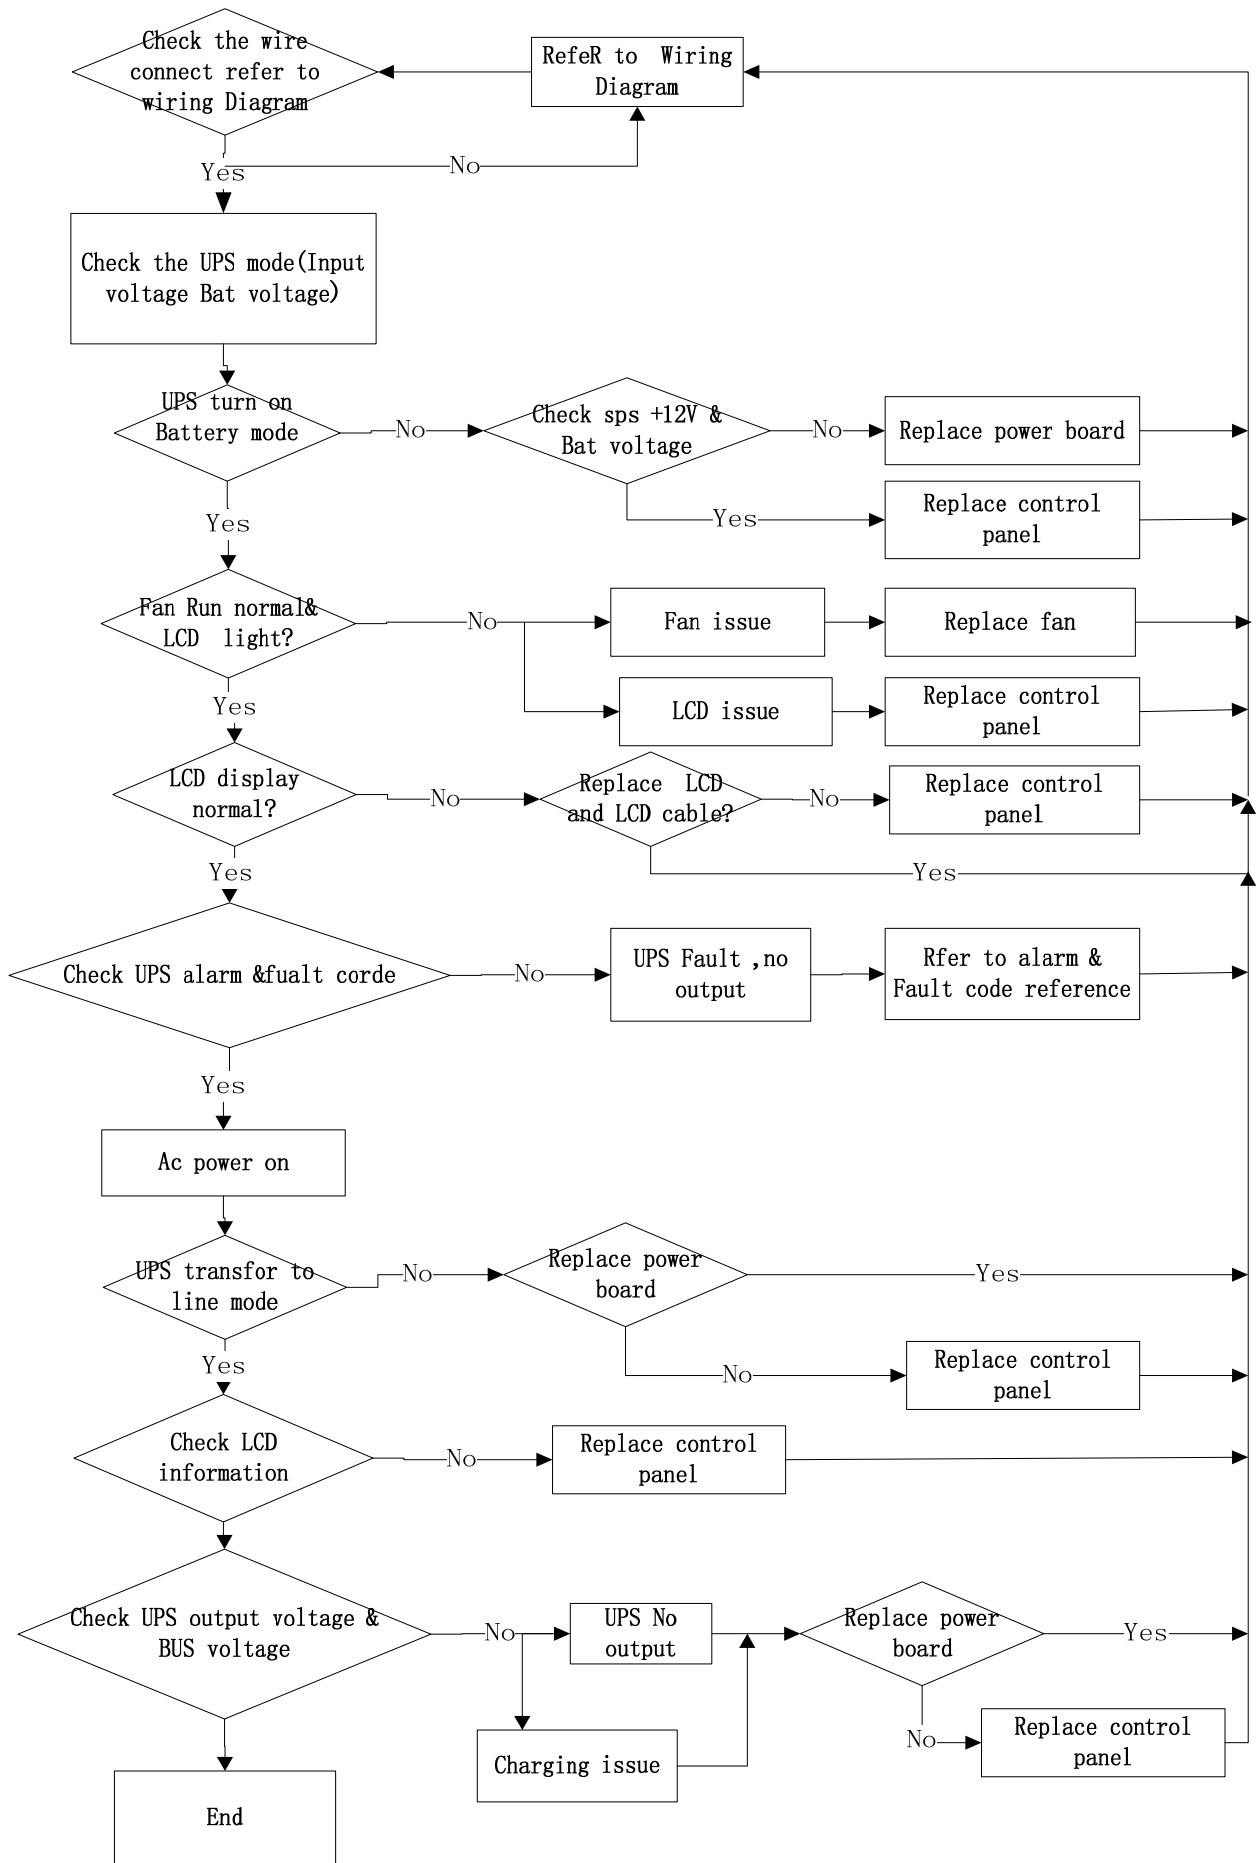 Check the wire
connect refer to
wiring Diagram
RefeR to Wiring
Diagram
No
Yes
Check the UPS mode(Input
voltage Bat voltage)
UPS turn on
Battery mode
No
Check sps +12V &
Bat voltage
No
Replace power board
Yes
Replace control
panel
Yes
Fan Run normal&
LCD light?
No
Fan issue
Replace fan
LCD issue
Replace control
panel
Yes
LCD display
normal?
No
Replace LCD
and LCD cable?
No
Replace control
panel
Yes
Yes
Check UPS alarm &fualt corde
No
UPS Fault ,no
output
Rfer to alarm &
Fault code reference
Yes
Ac power on
UPS transfor to
line mode
No
Replace power
board
Yes
No
Replace control
panel
Yes
Check LCD
information
No
Replace control
panel
Check UPS output voltage &
BUS voltage
No
UPS No
output
Replace power
board
Yes
No
Replace control
panel
Charging issue
End